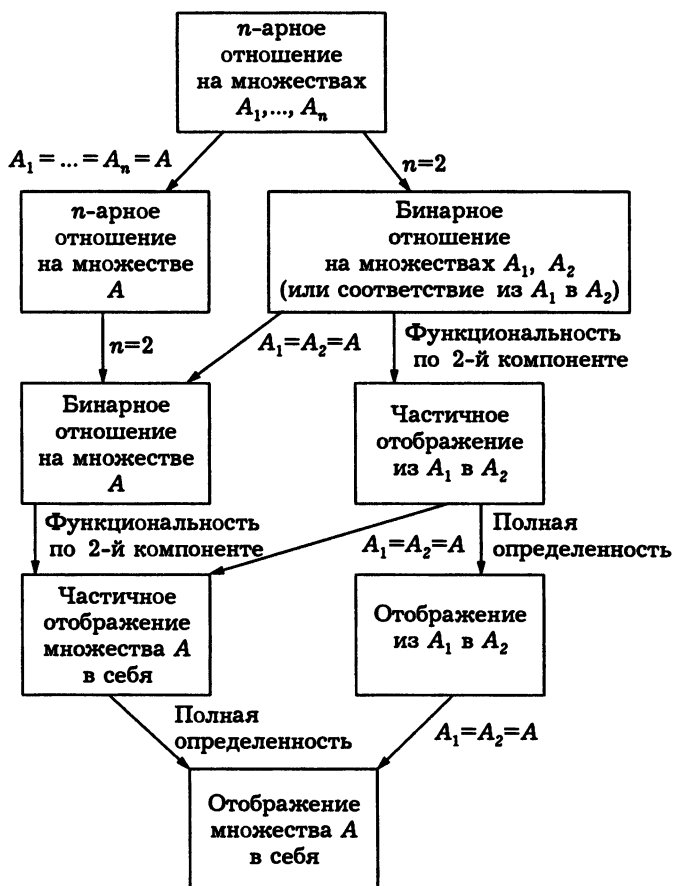 n-арное
отношение
на множествах
A₁,..., Aₙ
A₁ = ... = Aₙ = A
n=2
n-арное
отношение
на множестве
A
Бинарное
отношение
на множествах A₁, A₂
(или соответствие из A₁ в A₂)
n=2
A₁=A₂=A
Функциональность
по 2-й компоненте
Бинарное
отношение
на множестве
A
Частичное
отображение
из A₁ в A₂
Функциональность
по 2-й компоненте
A₁=A₂=A
Полная
определенность
Частичное
отображение
множества A
в себя
Отображение
из A₁ в A₂
Полная
определенность
A₁=A₂=A
Отображение
множества A
в себя